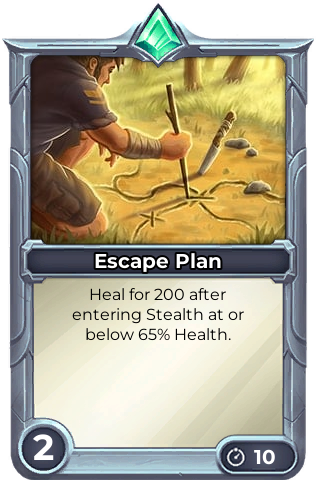 Escape Plan
Heal for 200 after
entering Stealth at or
below 65% Health.
2
10